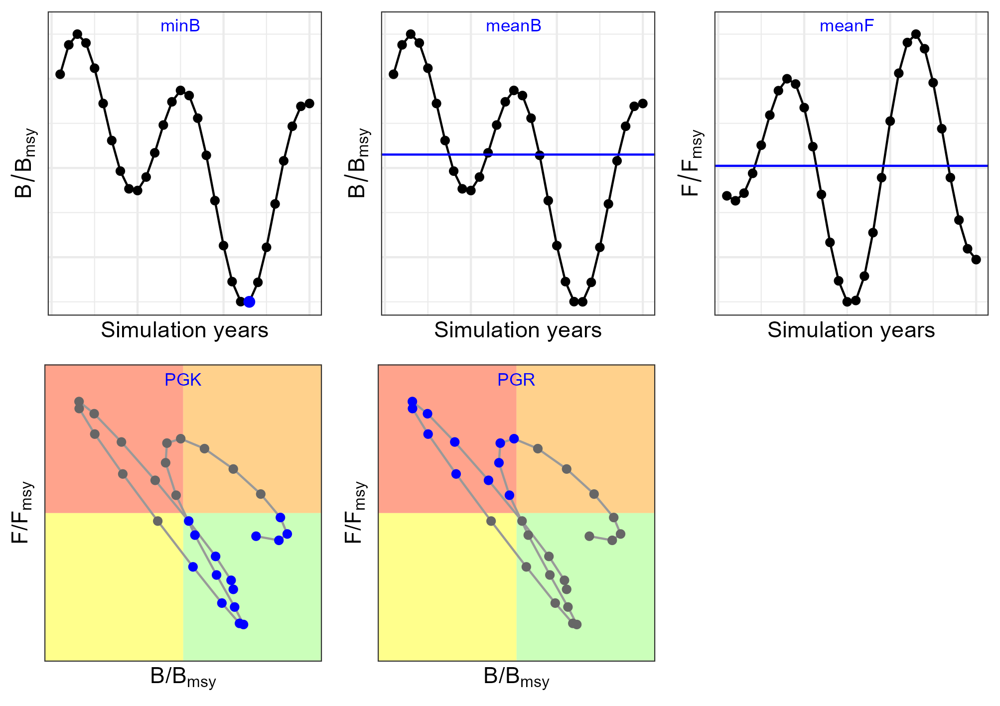 minB
B/Bmsy
Simulation years
meanB
B/Bmsy
Simulation years
meanF
F/Fmsy
Simulation years
PGK
F/Fmsy
B/Bmsy
PGR
F/Fmsy
B/Bmsy